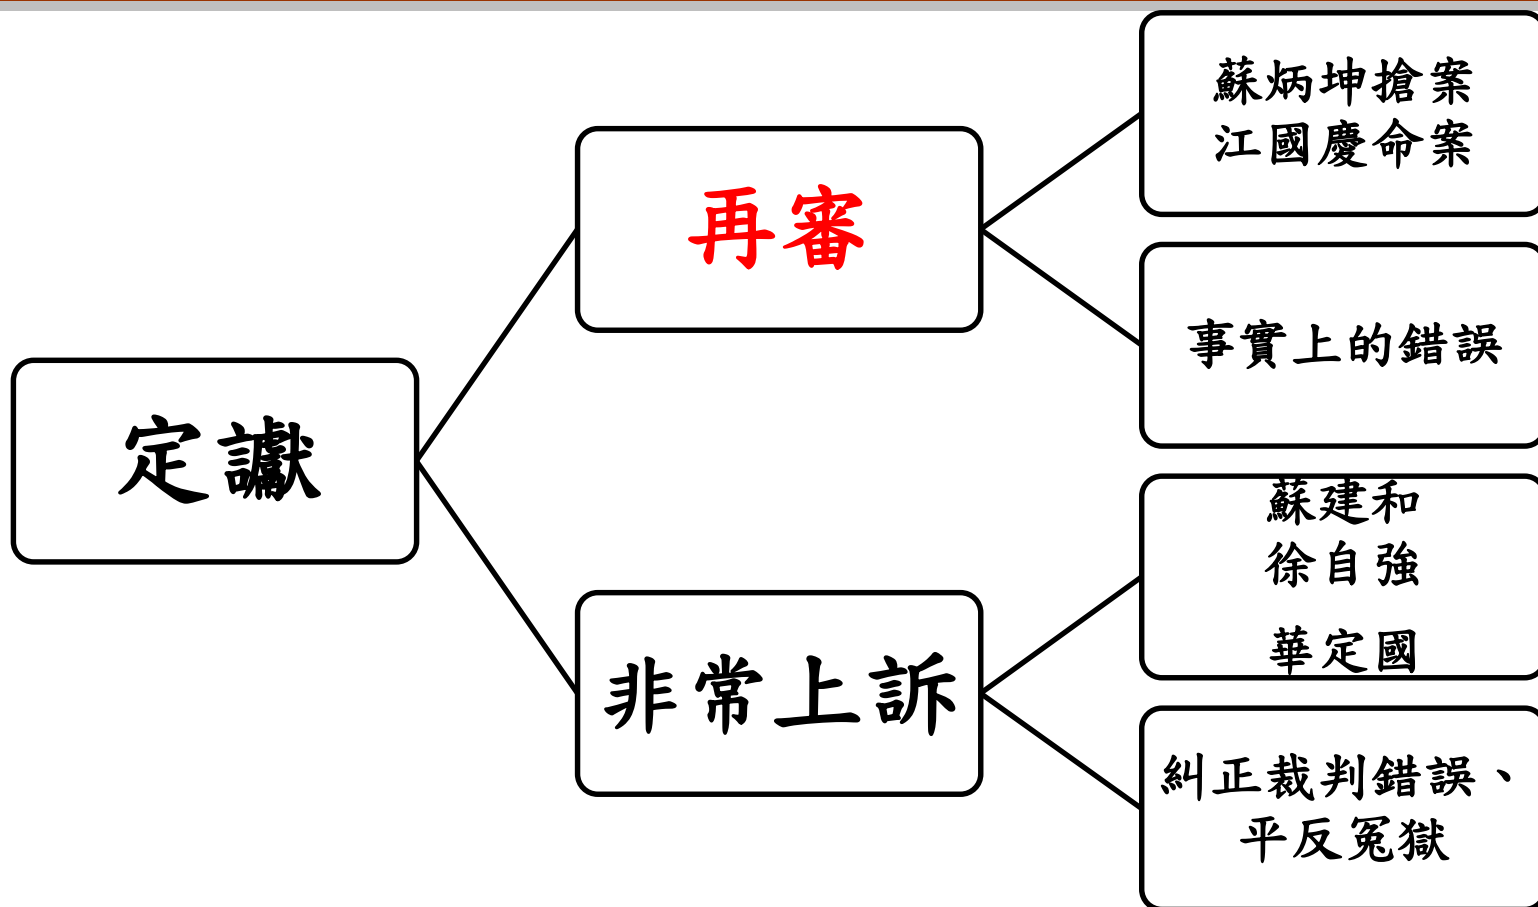 定讞
再審
蘇炳坤搶案
江國慶命案
事實上的錯誤
非常上訴
蘇建和
徐自強
華定國
糾正裁判錯誤、
平反冤獄